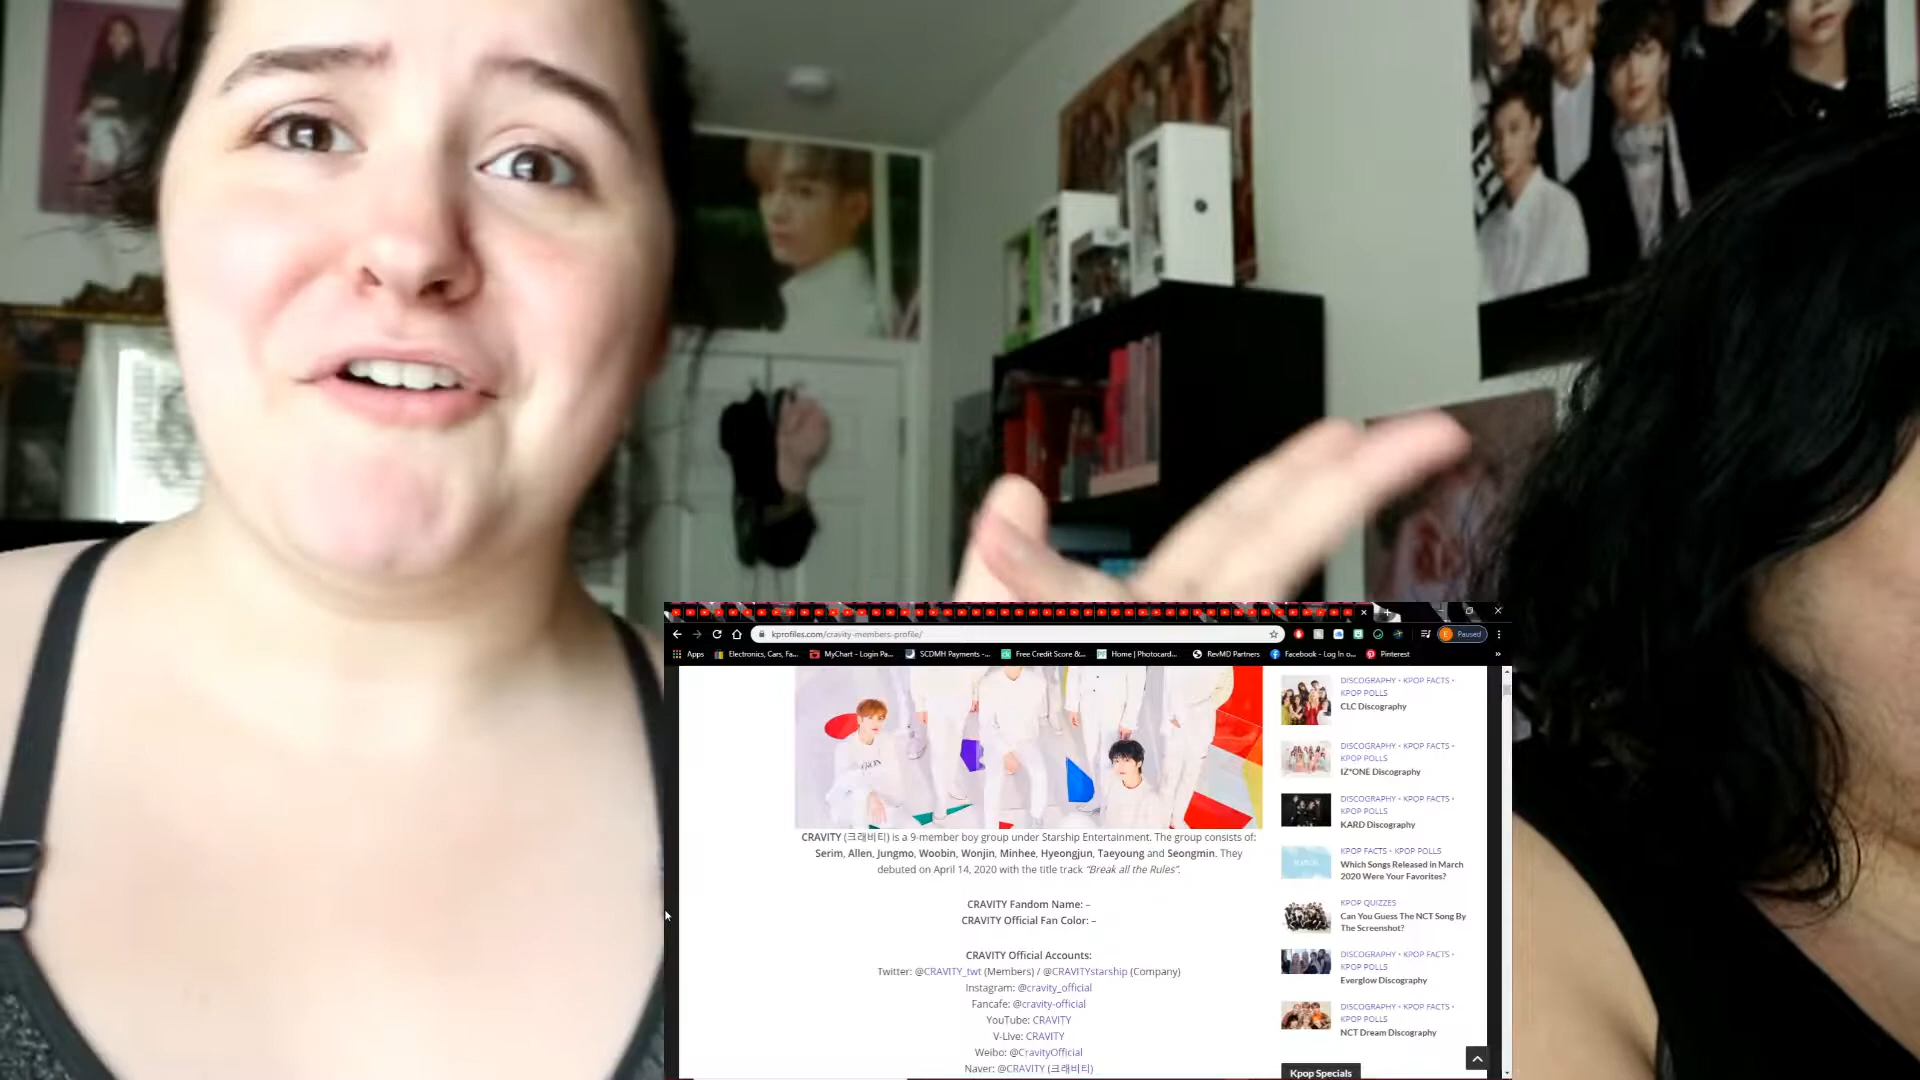 kprofiles.com/cravity-members-profile/
Paused
Apps
Electronics, Cars, Fa...
MyChart - Login Pa...
SCDMH Payments -...
Free Credit Score &...
Home | Photocard...
RevMD Partners
Facebook - Log In o...
Pinterest
CRAVITY (크래비티) is a 9-member boy group under Starship Entertainment. The group consists of:
Serim, Allen, Jungmo, Woobin, Wonjin, Minhee, Hyeongjun, Taeyoung and Seongmin. They
debuted on April 14, 2020 with the title track "Break all the Rules".
CRAVITY Fandom Name: –
CRAVITY Official Fan Color: –
CRAVITY Official Accounts:
Twitter: @CRAVITY_twt (Members) / @CRAVITYstarship (Company)
Instagram: @cravity_official
Fancafe: @cravity-official
YouTube: CRAVITY
V-Live: CRAVITY
Weibo: @CravityOfficial
Naver: @CRAVITY (크래비티)
DISCOGRAPHY • KPOP FACTS •
KPOP POLLS
CLC Discography
DISCOGRAPHY • KPOP FACTS •
KPOP POLLS
IZ*ONE Discography
DISCOGRAPHY • KPOP FACTS •
KPOP POLLS
KARD Discography
KPOP FACTS • KPOP POLLS
Which Songs Released in March
2020 Were Your Favorites?
KPOP QUIZZES
Can You Guess The NCT Song By
The Screenshot?
DISCOGRAPHY • KPOP FACTS •
KPOP POLLS
Everglow Discography
DISCOGRAPHY • KPOP FACTS •
KPOP POLLS
NCT Dream Discography
Kpop Specials